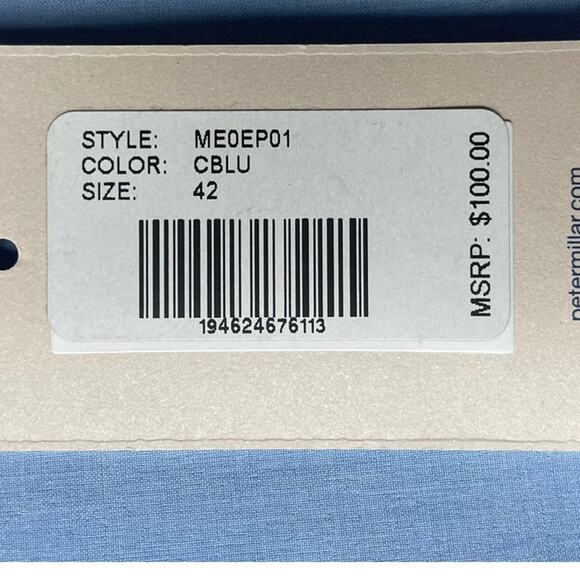 STYLE: ME0EP01
COLOR: CBLU
SIZE: 42
194624676113
MSRP: $100.00
petermillar.com